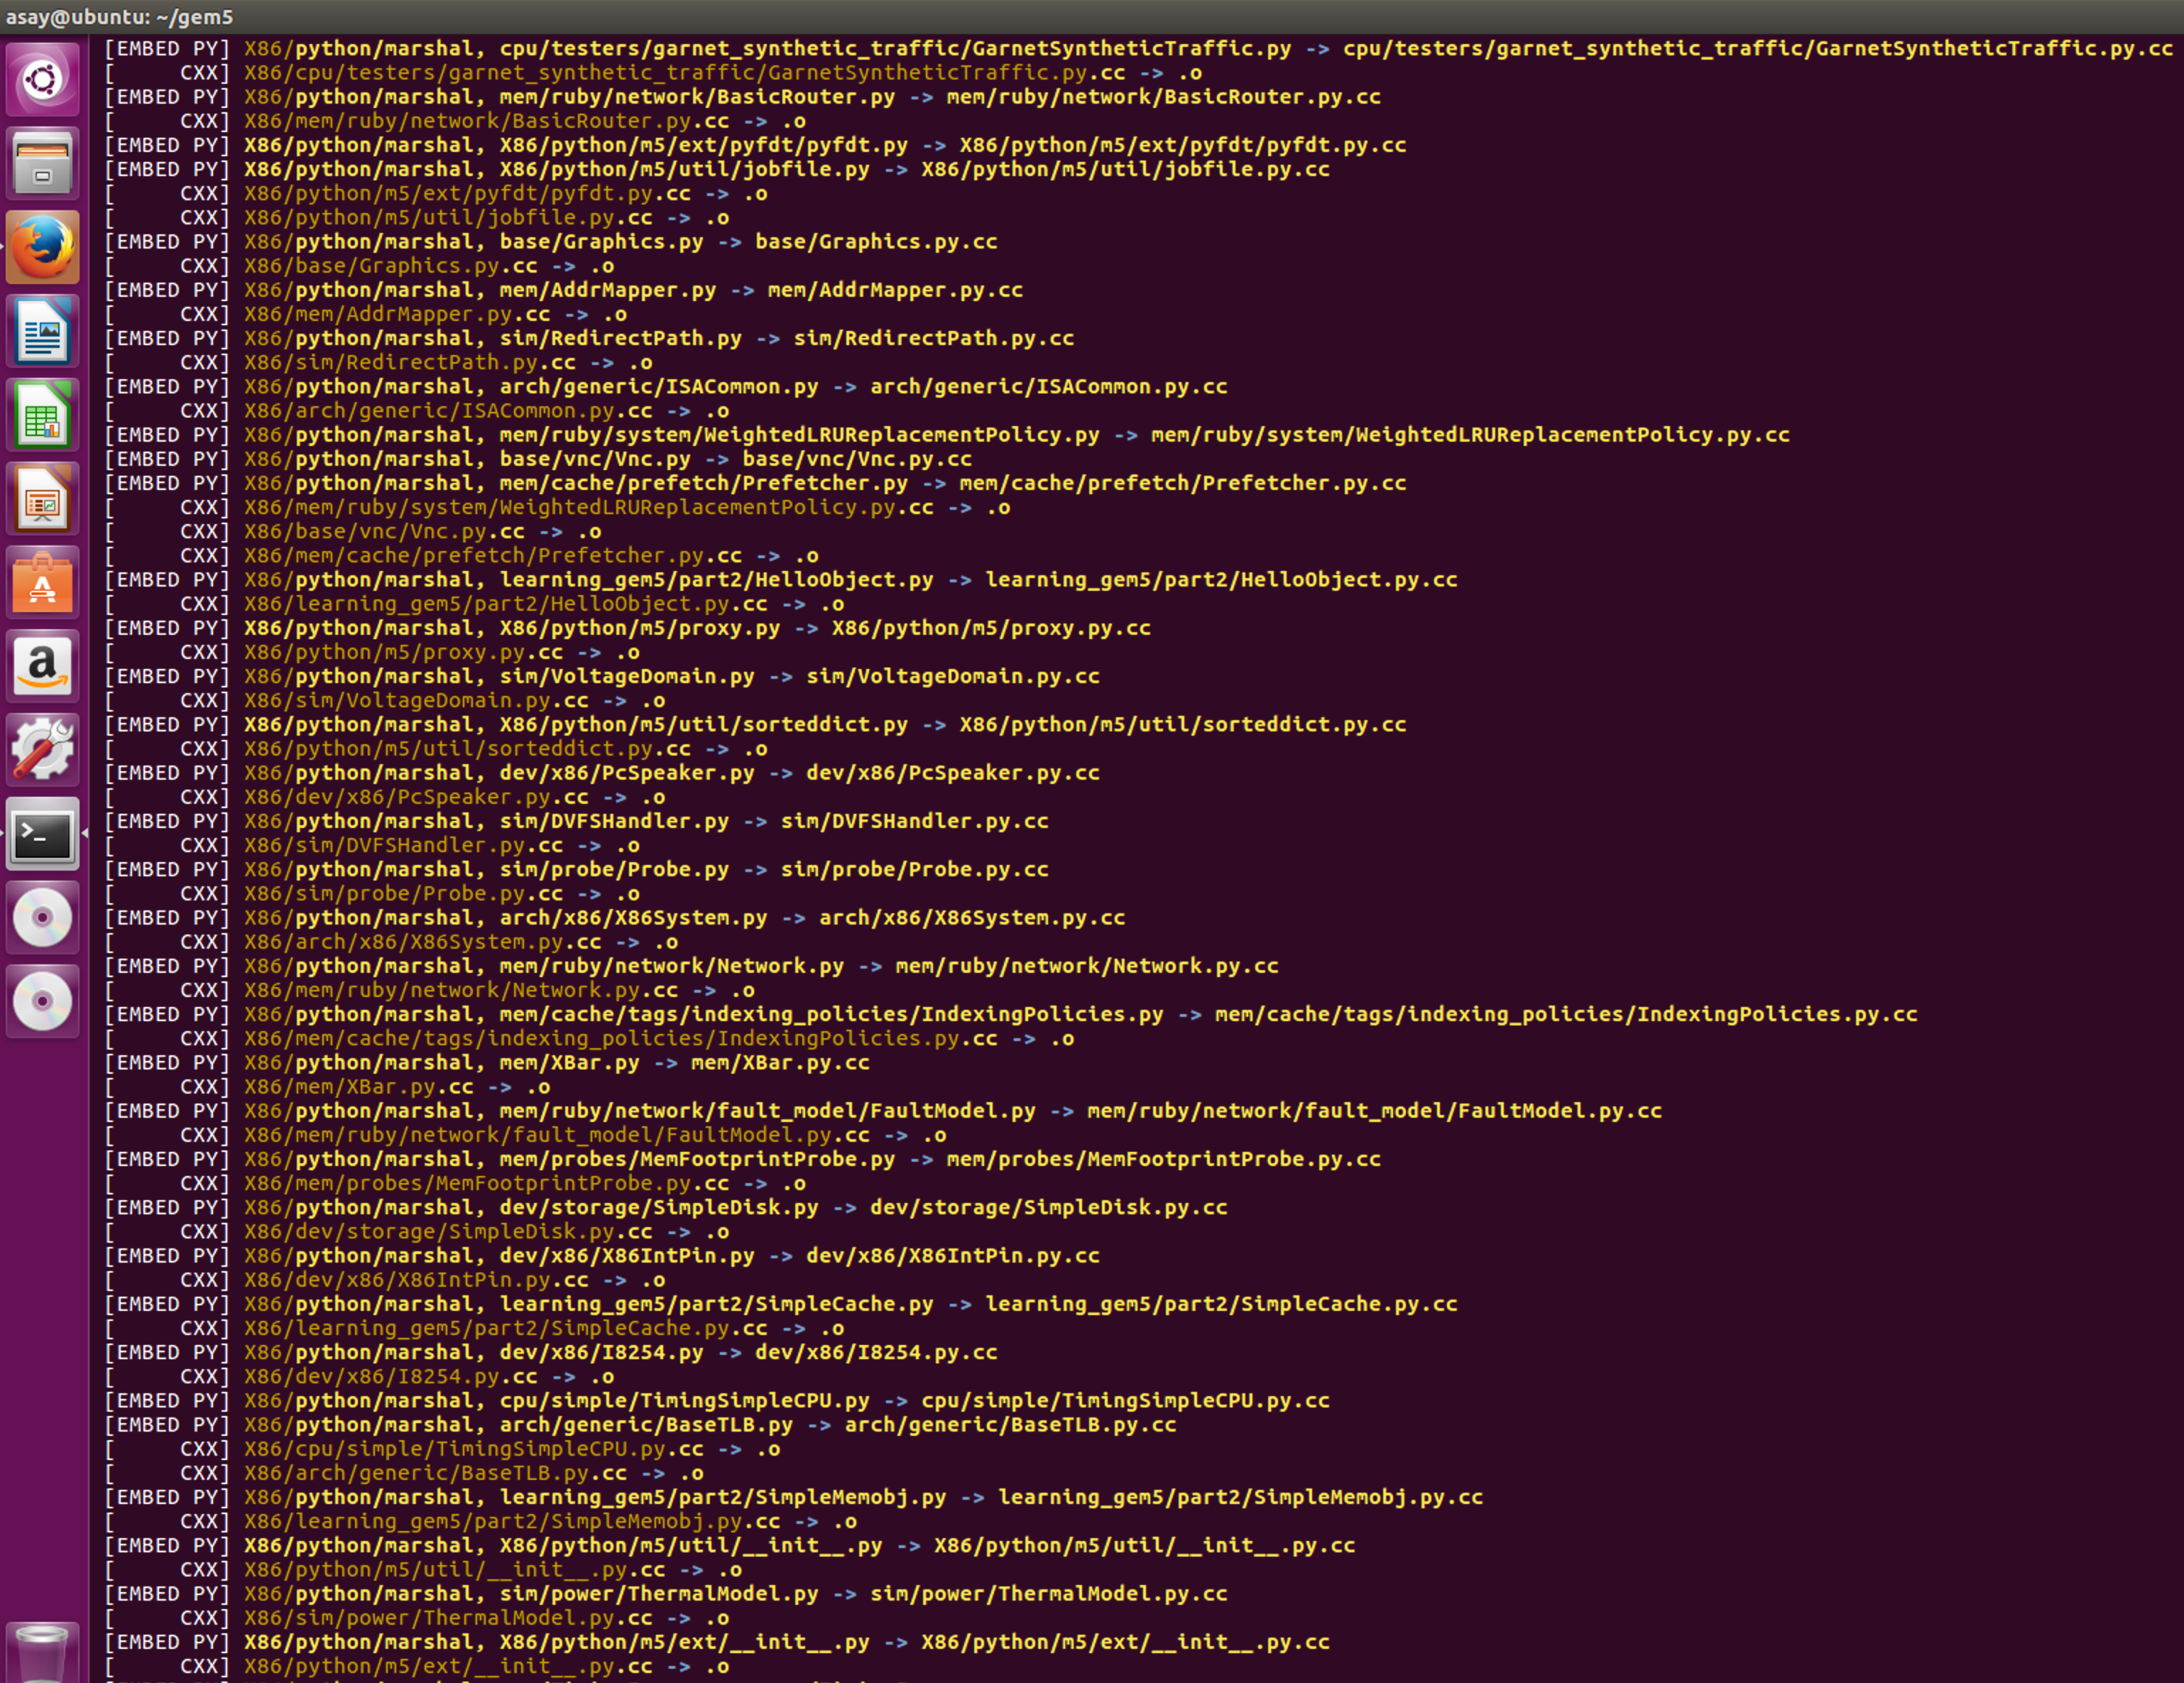 asay@ubuntu: ~/gem5
[EMBED PY] X86/python/marshal, cpu/testers/garnet_synthetic_traffic/GarnetSyntheticTraffic.py -> cpu/testers/garnet_synthetic_traffic/GarnetSyntheticTraffic.py.cc
[     CXX] X86/cpu/testers/garnet_synthetic_traffic/GarnetSyntheticTraffic.py.cc -> .o
[EMBED PY] X86/python/marshal, mem/ruby/network/BasicRouter.py -> mem/ruby/network/BasicRouter.py.cc
[     CXX] X86/mem/ruby/network/BasicRouter.py.cc -> .o
[EMBED PY] X86/python/marshal, X86/python/m5/ext/pyfdt/pyfdt.py -> X86/python/m5/ext/pyfdt/pyfdt.py.cc
[EMBED PY] X86/python/marshal, X86/python/m5/util/jobfile.py -> X86/python/m5/util/jobfile.py.cc
[     CXX] X86/python/m5/ext/pyfdt/pyfdt.py.cc -> .o
[     CXX] X86/python/m5/util/jobfile.py.cc -> .o
[EMBED PY] X86/python/marshal, base/Graphics.py -> base/Graphics.py.cc
[     CXX] X86/base/Graphics.py.cc -> .o
[EMBED PY] X86/python/marshal, mem/AddrMapper.py -> mem/AddrMapper.py.cc
[     CXX] X86/mem/AddrMapper.py.cc -> .o
[EMBED PY] X86/python/marshal, sim/RedirectPath.py -> sim/RedirectPath.py.cc
[     CXX] X86/sim/RedirectPath.py.cc -> .o
[EMBED PY] X86/python/marshal, arch/generic/ISACommon.py -> arch/generic/ISACommon.py.cc
[     CXX] X86/arch/generic/ISACommon.py.cc -> .o
[EMBED PY] X86/python/marshal, mem/ruby/system/WeightedLRUReplacementPolicy.py -> mem/ruby/system/WeightedLRUReplacementPolicy.py.cc
[EMBED PY] X86/python/marshal, base/vnc/Vnc.py -> base/vnc/Vnc.py.cc
[EMBED PY] X86/python/marshal, mem/cache/prefetch/Prefetcher.py -> mem/cache/prefetch/Prefetcher.py.cc
[     CXX] X86/mem/ruby/system/WeightedLRUReplacementPolicy.py.cc -> .o
[     CXX] X86/base/vnc/Vnc.py.cc -> .o
[     CXX] X86/mem/cache/prefetch/Prefetcher.py.cc -> .o
[EMBED PY] X86/python/marshal, learning_gem5/part2/HelloObject.py -> learning_gem5/part2/HelloObject.py.cc
[     CXX] X86/learning_gem5/part2/HelloObject.py.cc -> .o
[EMBED PY] X86/python/marshal, X86/python/m5/proxy.py -> X86/python/m5/proxy.py.cc
[     CXX] X86/python/m5/proxy.py.cc -> .o
[EMBED PY] X86/python/marshal, sim/VoltageDomain.py -> sim/VoltageDomain.py.cc
[     CXX] X86/sim/VoltageDomain.py.cc -> .o
[EMBED PY] X86/python/marshal, X86/python/m5/util/sorteddict.py -> X86/python/m5/util/sorteddict.py.cc
[     CXX] X86/python/m5/util/sorteddict.py.cc -> .o
[EMBED PY] X86/python/marshal, dev/x86/PcSpeaker.py -> dev/x86/PcSpeaker.py.cc
[     CXX] X86/dev/x86/PcSpeaker.py.cc -> .o
[EMBED PY] X86/python/marshal, sim/DVFSHandler.py -> sim/DVFSHandler.py.cc
[     CXX] X86/sim/DVFSHandler.py.cc -> .o
[EMBED PY] X86/python/marshal, sim/probe/Probe.py -> sim/probe/Probe.py.cc
[     CXX] X86/sim/probe/Probe.py.cc -> .o
[EMBED PY] X86/python/marshal, arch/x86/X86System.py -> arch/x86/X86System.py.cc
[     CXX] X86/arch/x86/X86System.py.cc -> .o
[EMBED PY] X86/python/marshal, mem/ruby/network/Network.py -> mem/ruby/network/Network.py.cc
[     CXX] X86/mem/ruby/network/Network.py.cc -> .o
[EMBED PY] X86/python/marshal, mem/cache/tags/indexing_policies/IndexingPolicies.py -> mem/cache/tags/indexing_policies/IndexingPolicies.py.cc
[     CXX] X86/mem/cache/tags/indexing_policies/IndexingPolicies.py.cc -> .o
[EMBED PY] X86/python/marshal, mem/XBar.py -> mem/XBar.py.cc
[     CXX] X86/mem/XBar.py.cc -> .o
[EMBED PY] X86/python/marshal, mem/ruby/network/fault_model/FaultModel.py -> mem/ruby/network/fault_model/FaultModel.py.cc
[     CXX] X86/mem/ruby/network/fault_model/FaultModel.py.cc -> .o
[EMBED PY] X86/python/marshal, mem/probes/MemFootprintProbe.py -> mem/probes/MemFootprintProbe.py.cc
[     CXX] X86/mem/probes/MemFootprintProbe.py.cc -> .o
[EMBED PY] X86/python/marshal, dev/storage/SimpleDisk.py -> dev/storage/SimpleDisk.py.cc
[     CXX] X86/dev/storage/SimpleDisk.py.cc -> .o
[EMBED PY] X86/python/marshal, dev/x86/X86IntPin.py -> dev/x86/X86IntPin.py.cc
[     CXX] X86/dev/x86/X86IntPin.py.cc -> .o
[EMBED PY] X86/python/marshal, learning_gem5/part2/SimpleCache.py -> learning_gem5/part2/SimpleCache.py.cc
[     CXX] X86/learning_gem5/part2/SimpleCache.py.cc -> .o
[EMBED PY] X86/python/marshal, dev/x86/I8254.py -> dev/x86/I8254.py.cc
[     CXX] X86/dev/x86/I8254.py.cc -> .o
[EMBED PY] X86/python/marshal, cpu/simple/TimingSimpleCPU.py -> cpu/simple/TimingSimpleCPU.py.cc
[EMBED PY] X86/python/marshal, arch/generic/BaseTLB.py -> arch/generic/BaseTLB.py.cc
[     CXX] X86/cpu/simple/TimingSimpleCPU.py.cc -> .o
[     CXX] X86/arch/generic/BaseTLB.py.cc -> .o
[EMBED PY] X86/python/marshal, learning_gem5/part2/SimpleMemobj.py -> learning_gem5/part2/SimpleMemobj.py.cc
[     CXX] X86/learning_gem5/part2/SimpleMemobj.py.cc -> .o
[EMBED PY] X86/python/marshal, X86/python/m5/util/__init__.py -> X86/python/m5/util/__init__.py.cc
[     CXX] X86/python/m5/util/__init__.py.cc -> .o
[EMBED PY] X86/python/marshal, sim/power/ThermalModel.py -> sim/power/ThermalModel.py.cc
[     CXX] X86/sim/power/ThermalModel.py.cc -> .o
[EMBED PY] X86/python/marshal, X86/python/m5/ext/__init__.py -> X86/python/m5/ext/__init__.py.cc
[     CXX] X86/python/m5/ext/__init__.py.cc -> .o